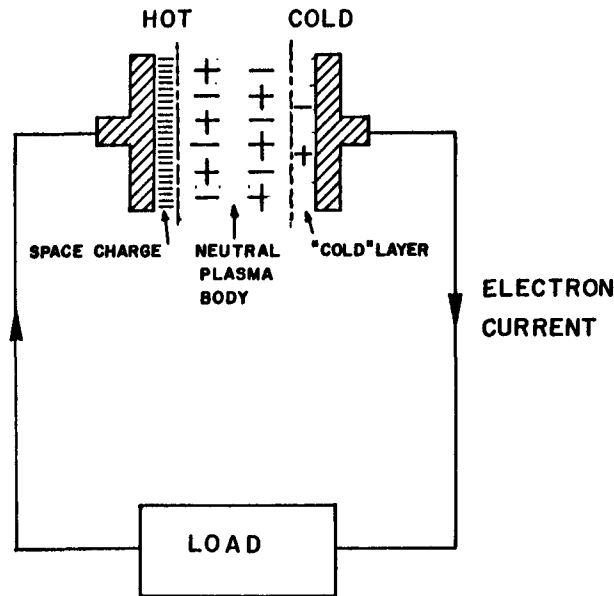 HOT
COLD
SPACE CHARGE
NEUTRAL
PLASMA
BODY
"COLD" LAYER
ELECTRON
CURRENT
LOAD